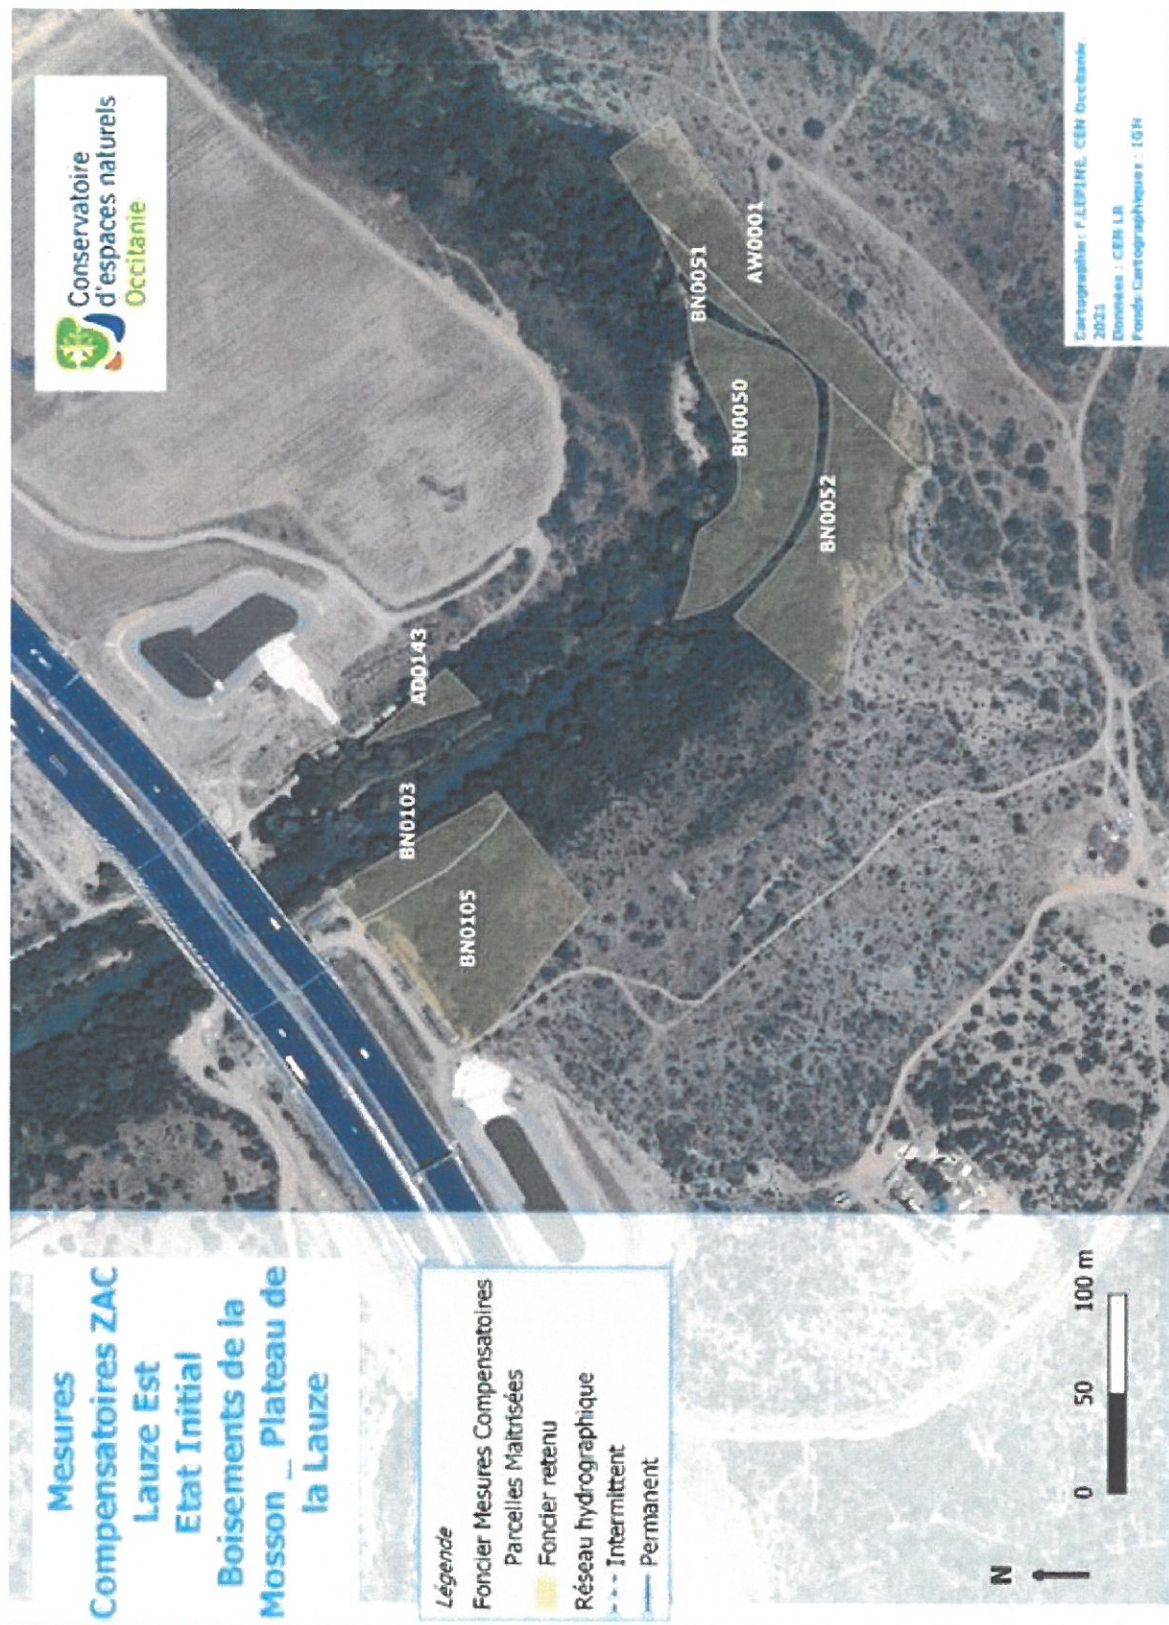 Mesures
Compensatoires ZAC
Lauze Est
Etat Initial
Boisements de la
Mosson _ Plateau de
la Lauze
Légende
Foncier Mesures Compensatoires
Parcelles Maîtrisées
Foncier retenu
Réseau hydrographique
Intermittent
Permanent
N
0 50 100 m
Conservatoire
d'espaces naturels
Occitanie
BN0105
BN0103
AD0143
BN0052
BN0050
BN0051
AW0001
Cartographie: F.LEPINE, CEN Occitanie,
2021
Données : CEN LR
Fonds Cartographiques : IGN